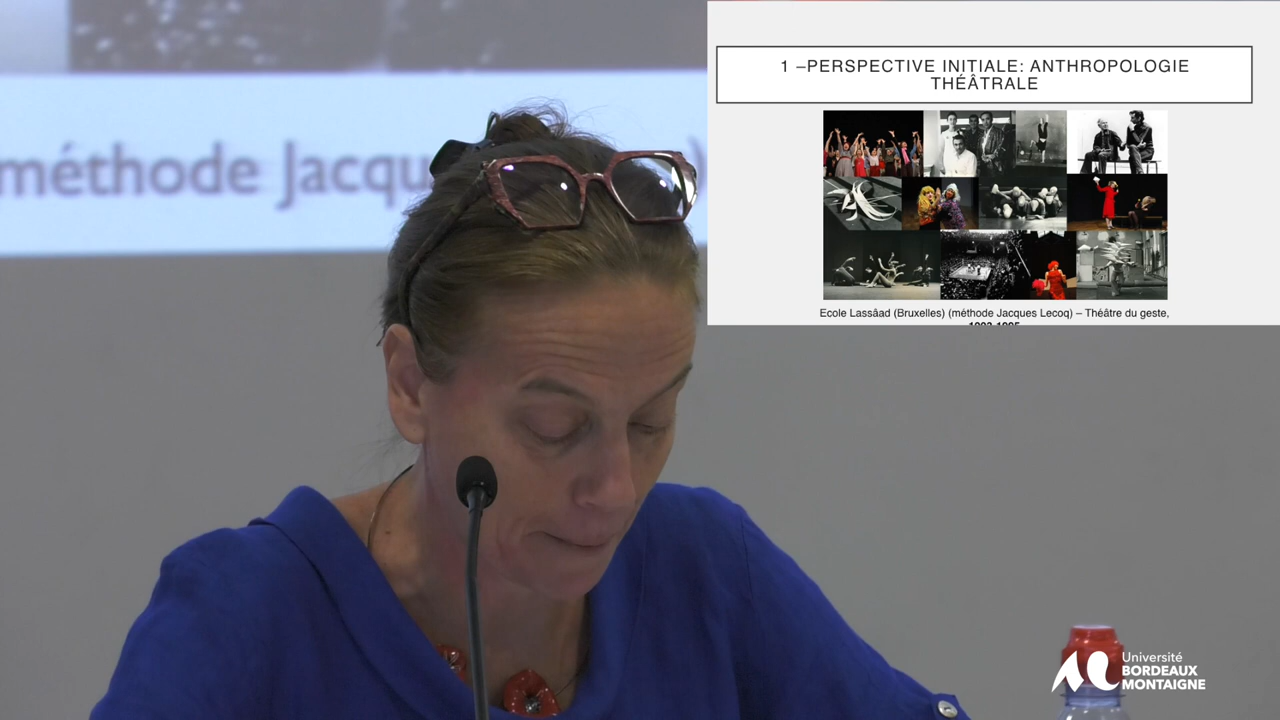 méthode Jacqu
)
1 –PERSPECTIVE INITIALE: ANTHROPOLOGIE
THÉÂTRALE
Ecole Lassâad (Bruxelles) (méthode Jacques Lecoq) – Théâtre du geste,
Université
BORDEAUX
MONTAIGNE